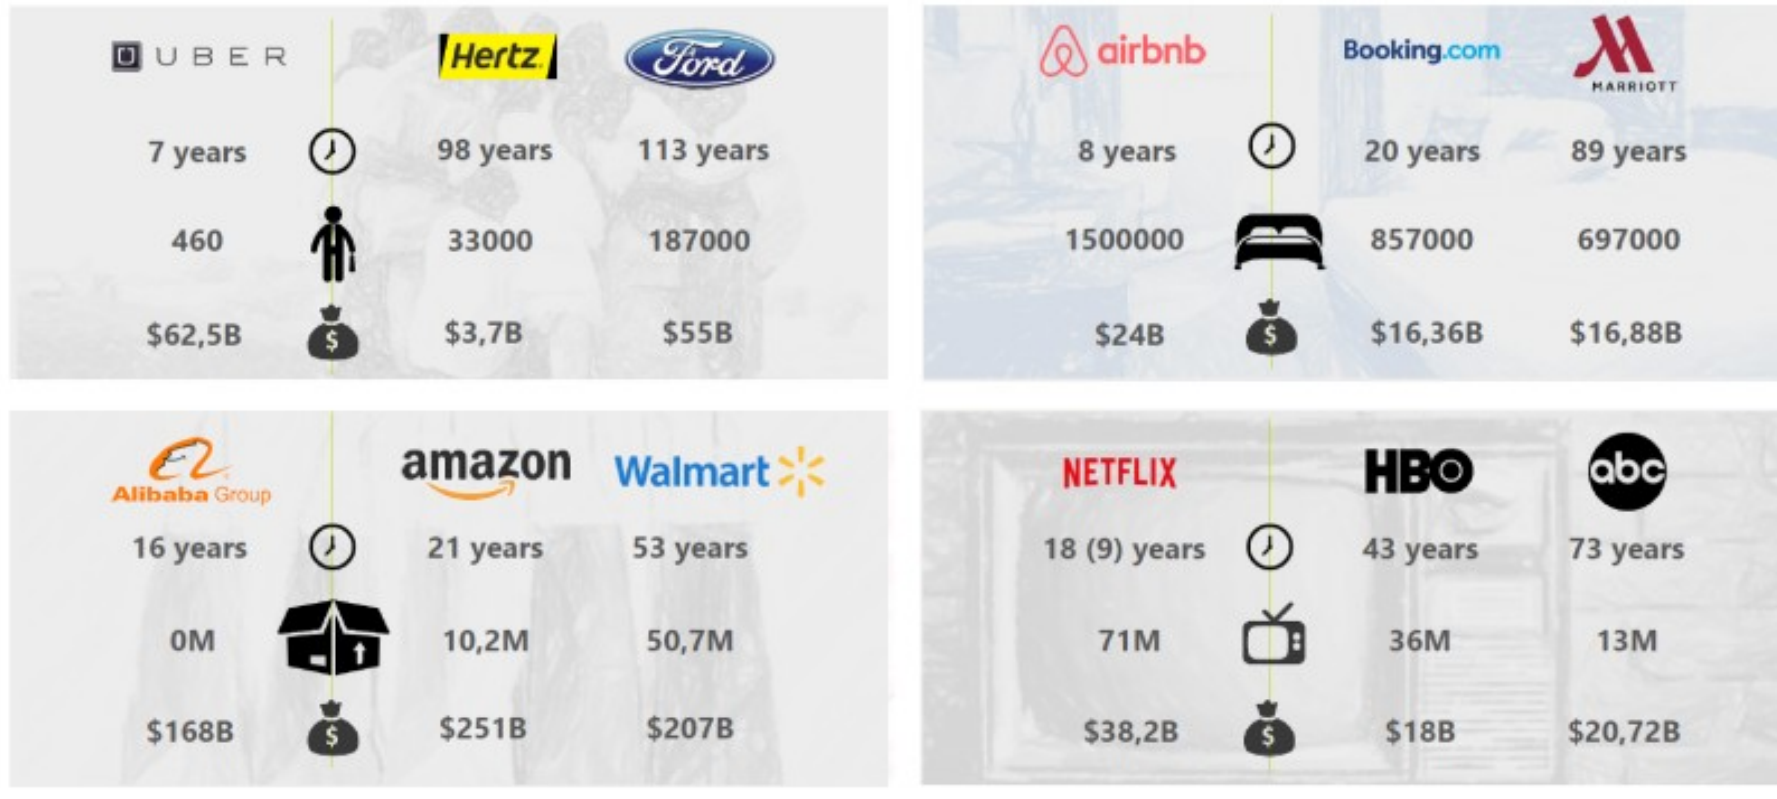 UBER Hertz. Ford
7 years 98 years 113 years
460 33000 187000
$62,5B $ $3,7B $55B
airbnb Booking.com MARRIOTT
8 years 20 years 89 years
1500000 857000 697000
$24B $ $16,36B $16,88B
Alibaba Group amazon Walmart
16 years 21 years 53 years
0M 10,2M 50,7M
$168B $ $251B $207B
NETFLIX HBO abc
18 (9) years 43 years 73 years
71M 36M 13M
$38,2B $ $18B $20,72B